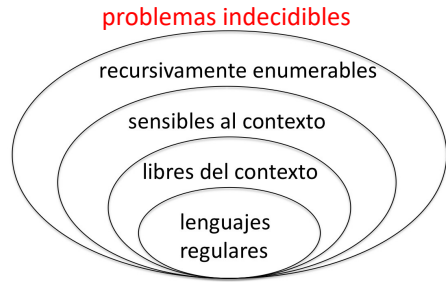 problemas indecidibles
recursivamente enumerables
sensibles al contexto
libres del contexto
lenguajes
regulares